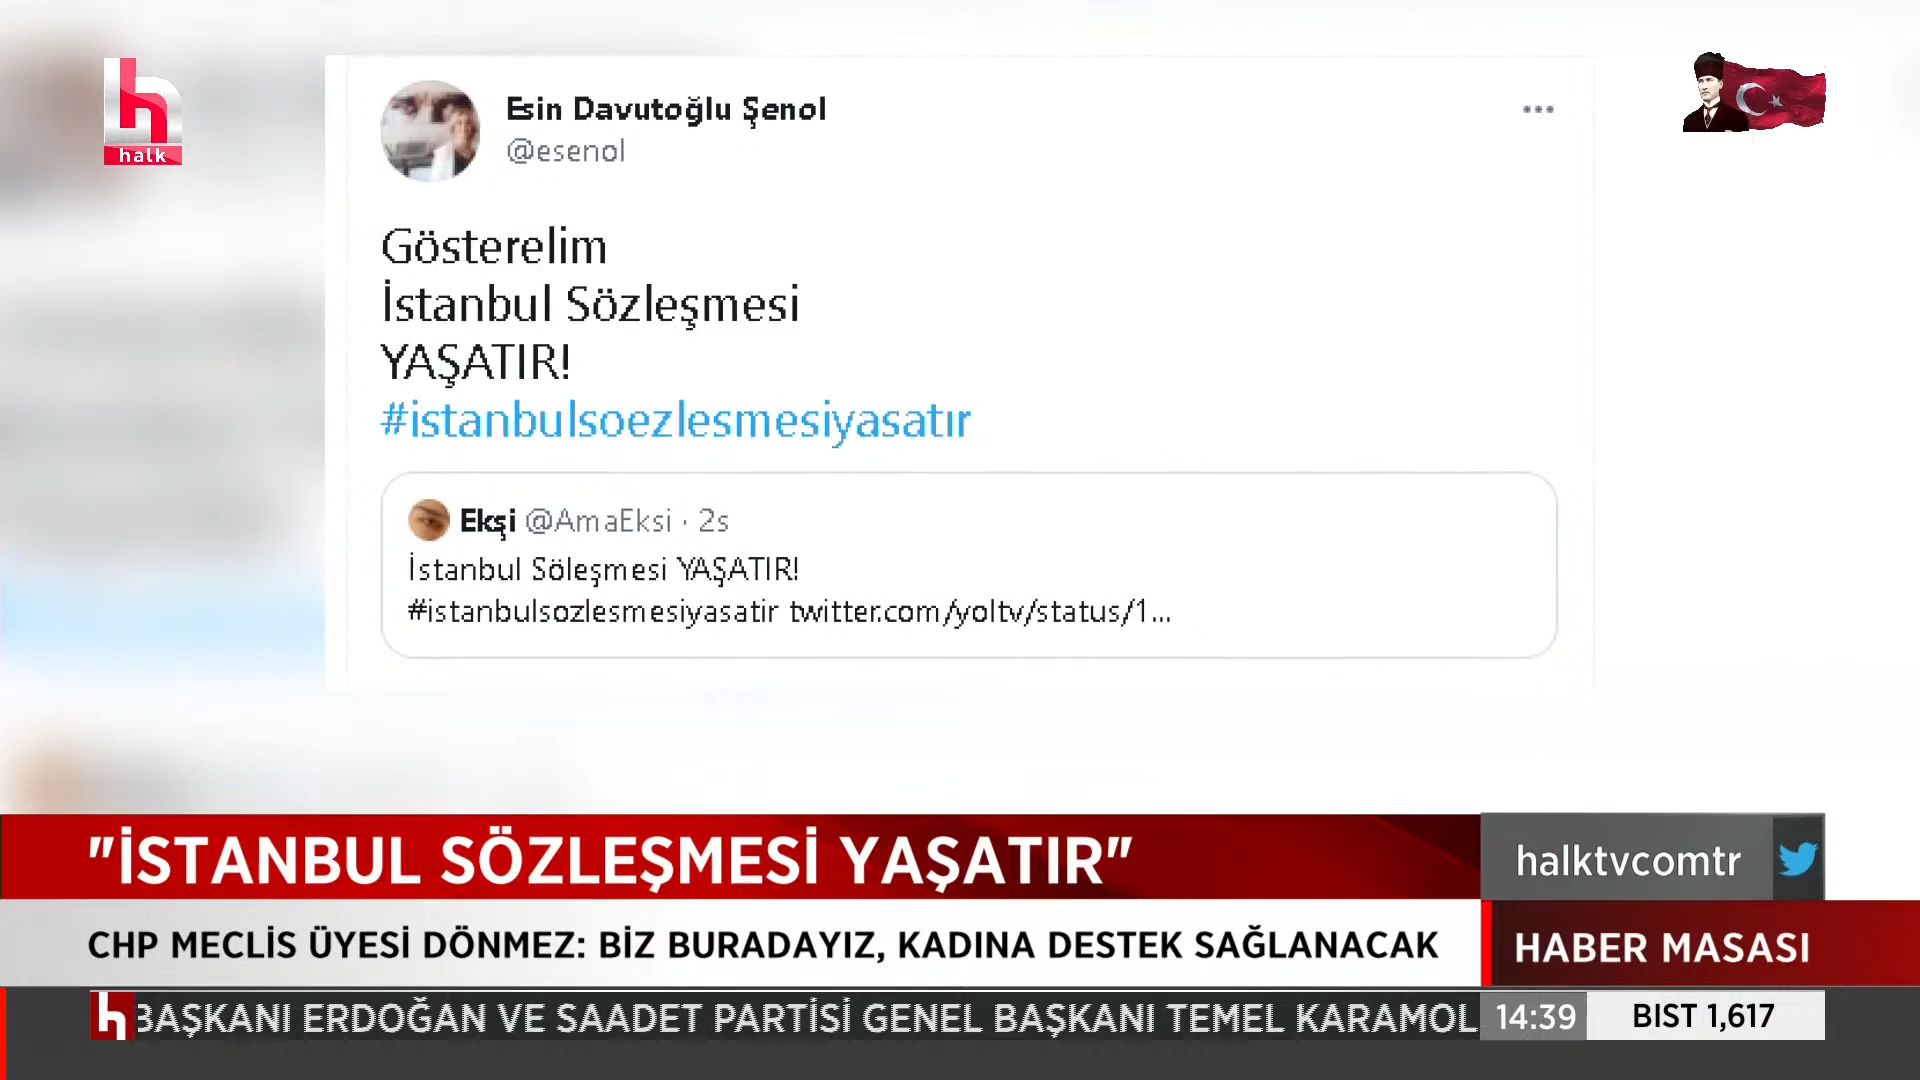 halk
Esin Davutoğlu Şenol
@esenol
Gösterelim
İstanbul Sözleşmesi
YAŞATIR!
#istanbulsoezlesmesiyasatır
Ekşi @AmaEksi · 2s
İstanbul Söleşmesi YAŞATIR!
#istanbulsozlesmesiyasatir twitter.com/yoltv/status/1...
"İSTANBUL SÖZLEŞMESİ YAŞATIR"
halktvcomtr
CHP MECLİS ÜYESİ DÖNMEZ: BİZ BURADAYIZ, KADINA DESTEK SAĞLANACAK
HABER MASASI
BAŞKANI ERDOĞAN VE SAADET PARTİSİ GENEL BAŞKANI TEMEL KARAMOL
14:39
BIST 1,617